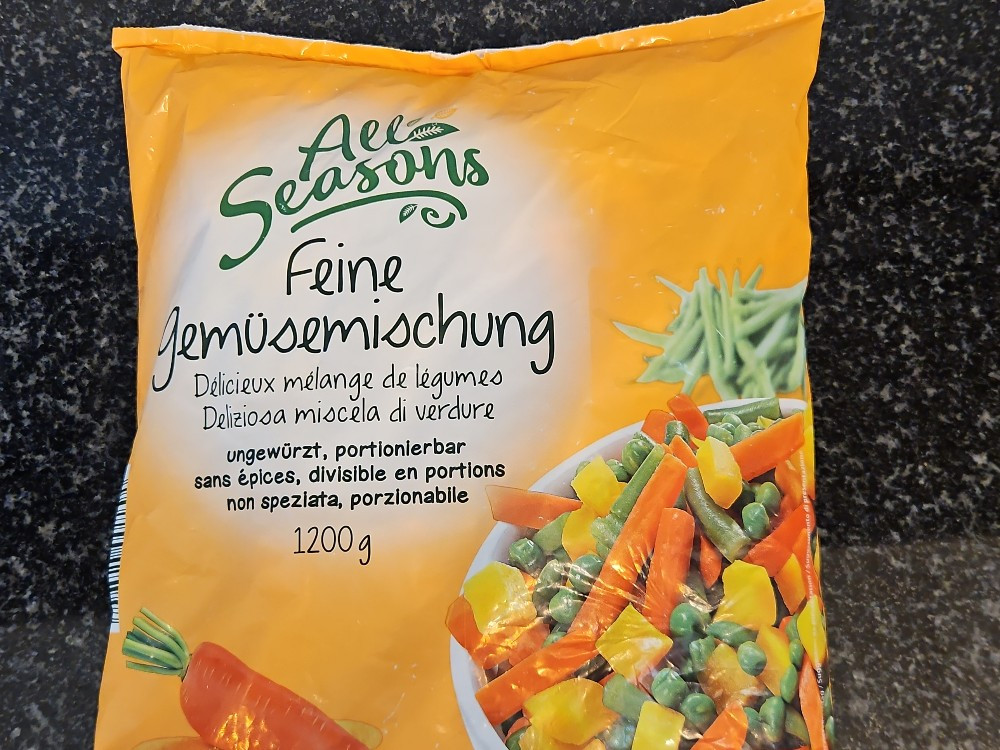 All
Seasons
Feine
Gemüsemischung
Délicieux mélange de légumes
Deliziosa miscela di verdure
ungewürzt, portionierbar
sans épices, divisible en portions
non speziata, porzionabile
1200 g